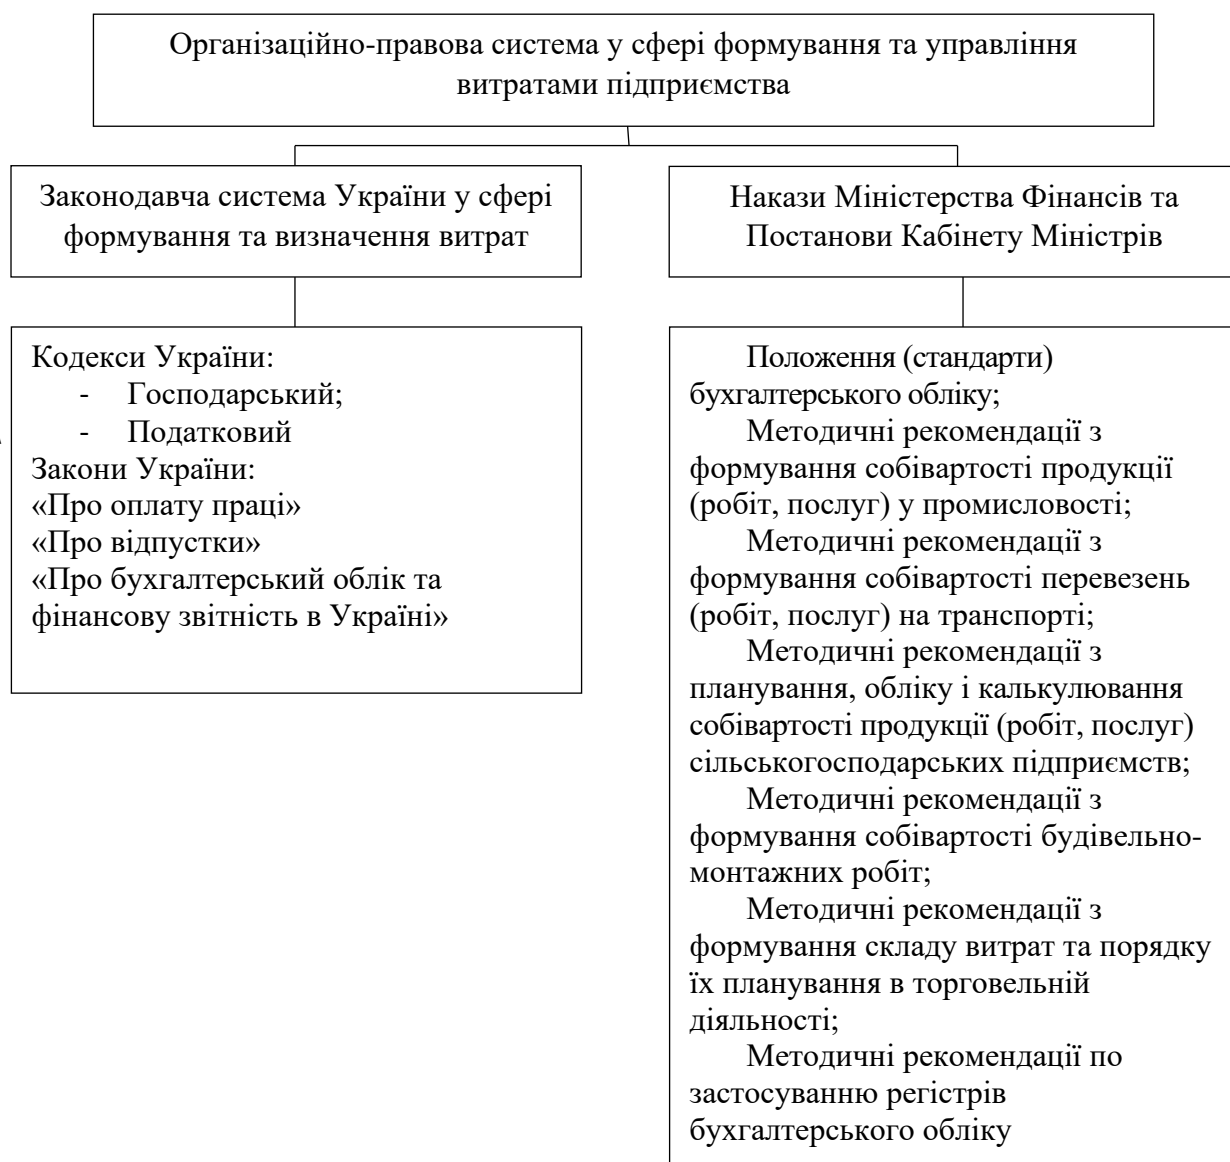 Організаційно-правова система у сфері формування та управління
витратами підприємства
Законодавча система України у сфері
формування та визначення витрат
Накази Міністерства Фінансів та
Постанови Кабінету Міністрів
Кодекси України:
- Господарський;
- Податковий
Закони України:
«Про оплату праці»
«Про відпустки»
«Про бухгалтерський облік та
фінансову звітність в Україні»
Положення (стандарти)
бухгалтерського обліку;
Методичні рекомендації з
формування собівартості продукції
(робіт, послуг) у промисловості;
Методичні рекомендації з
формування собівартості перевезень
(робіт, послуг) на транспорті;
Методичні рекомендації з
планування, обліку і калькулювання
собівартості продукції (робіт, послуг)
сільськогосподарських підприємств;
Методичні рекомендації з
формування собівартості будівельно-
монтажних робіт;
Методичні рекомендації з
формування складу витрат та порядку
їх планування в торговельній
діяльності;
Методичні рекомендації по
застосуванню регістрів
бухгалтерського обліку